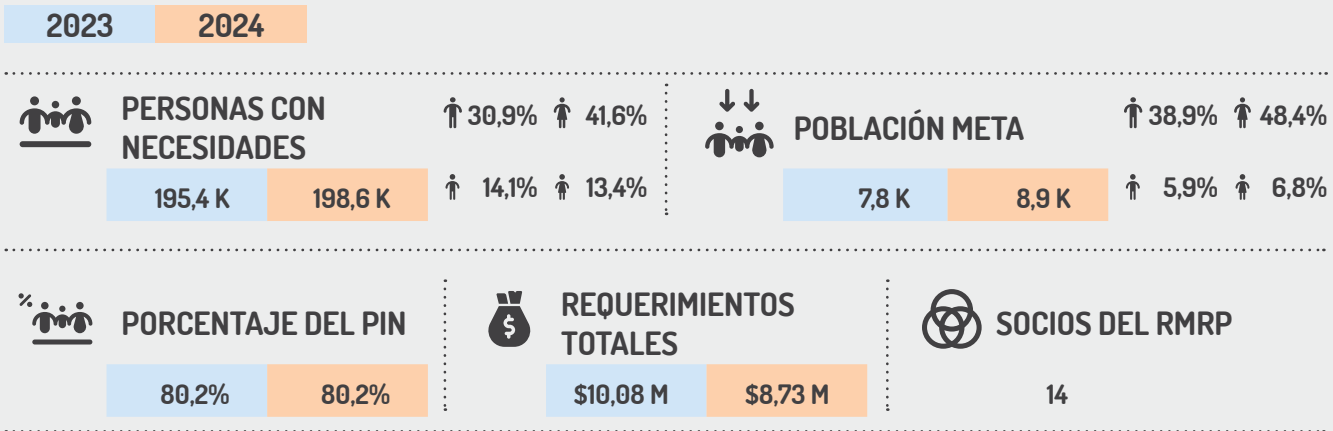 2023 2024
PERSONAS CON
NECESIDADES
30,9% 41,6%
195,4 K 198,6 K
14,1% 13,4%
POBLACIÓN META
38,9% 48,4%
7,8 K 8,9 K
5,9% 6,8%
%
PORCENTAJE DEL PIN
80,2% 80,2%
$
REQUERIMIENTOS
TOTALES
$10,08 M $8,73 M
SOCIOS DEL RMRP
14